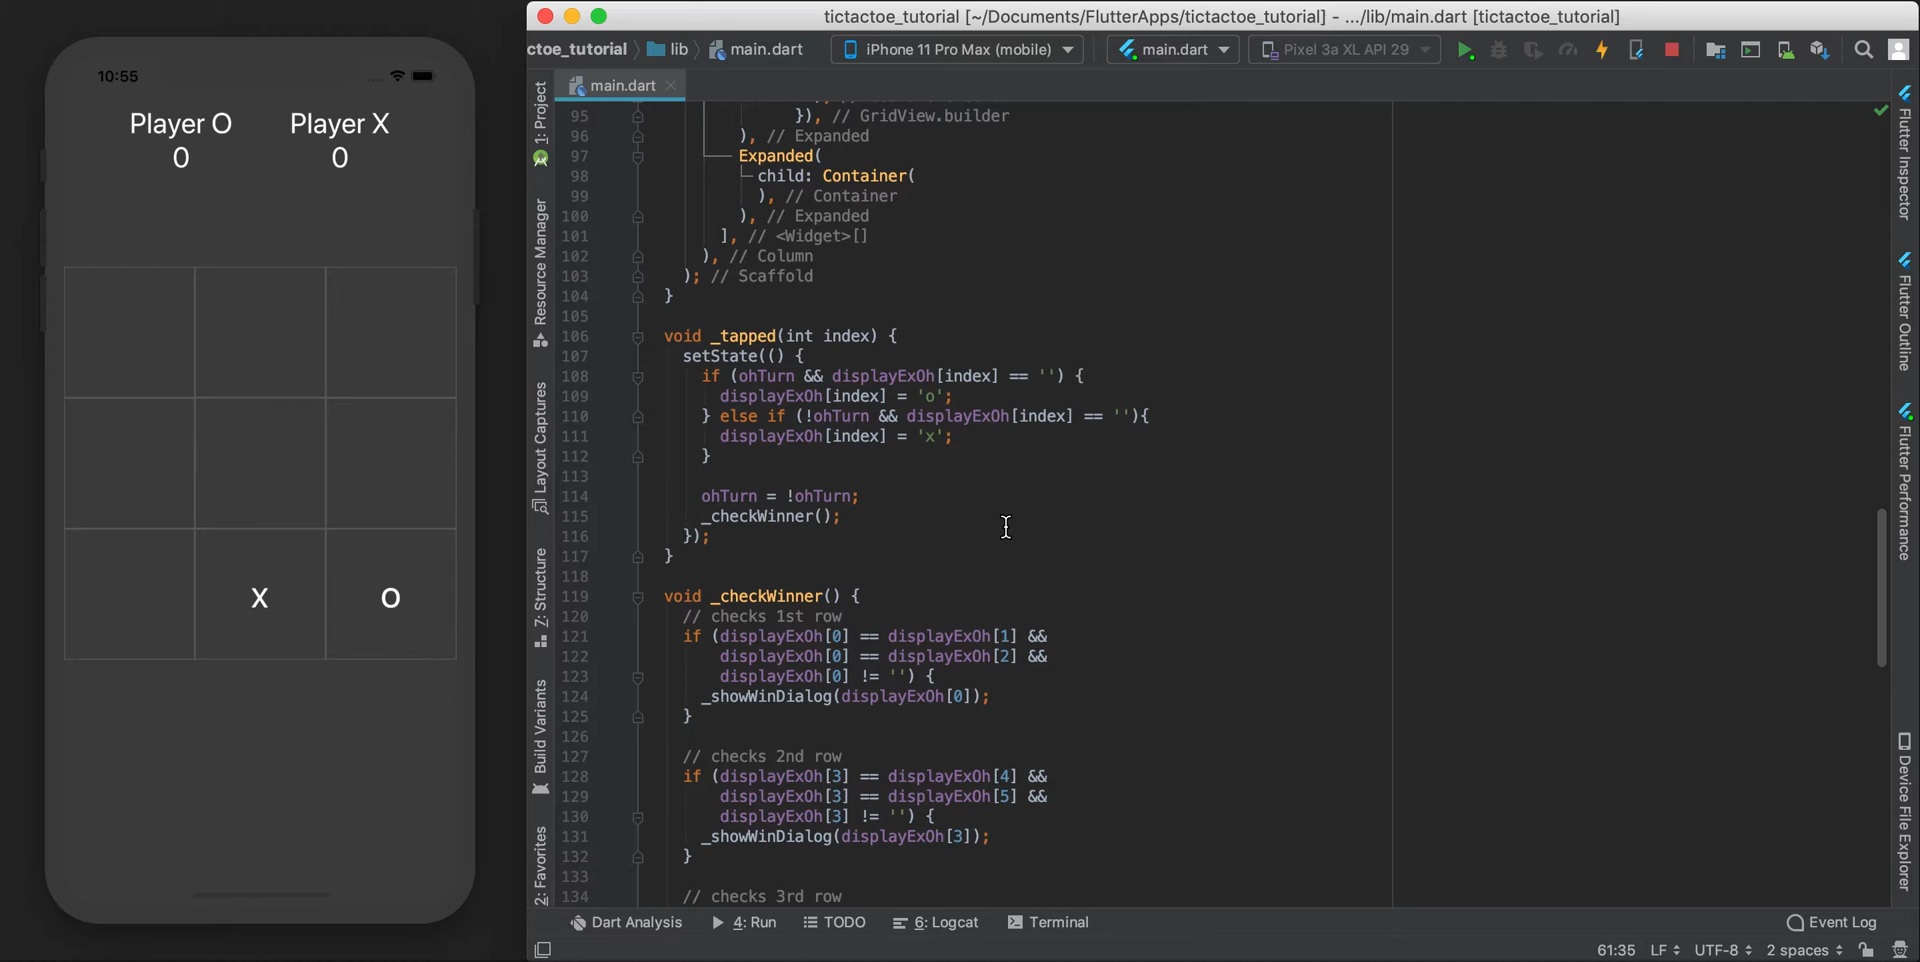 10:55
Player O
0
Player X
0
X
O
tictactoe_tutorial [~/Documents/FlutterApps/tictactoe_tutorial] - .../lib/main.dart [tictactoe_tutorial]
ctoe_tutorial
lib
main.dart
iPhone 11 Pro Max (mobile)
main.dart
Pixel 3a XL API 29
main.dart
1: Project
Resource Manager
Layout Captures
Z: Structure
Build Variants
2: Favorites
95 }), // GridView.builder
96 ), // Expanded
97 Expanded(
98 child: Container(
99 ), // Container
100 ), // Expanded
101 ], // <Widget>[]
102 ), // Column
103 ); // Scaffold
104 }
105
106 void _tapped(int index) {
107 setState(() {
108 if (ohTurn && displayExOh[index] == '') {
109 displayExOh[index] = 'o';
110 } else if (!ohTurn && displayExOh[index] == ''){
111 displayExOh[index] = 'x';
112 }
113
114 ohTurn = !ohTurn;
115 _checkWinner();
116 });
117 }
118
119 void _checkWinner() {
120 // checks 1st row
121 if (displayExOh[0] == displayExOh[1] &&
122 displayExOh[0] == displayExOh[2] &&
123 displayExOh[0] != '') {
124 _showWinDialog(displayExOh[0]);
125 }
126
127 // checks 2nd row
128 if (displayExOh[3] == displayExOh[4] &&
129 displayExOh[3] == displayExOh[5] &&
130 displayExOh[3] != '') {
131 _showWinDialog(displayExOh[3]);
132 }
133
134 // checks 3rd row
Flutter Inspector
Flutter Outline
Flutter Performance
Device File Explorer
Dart Analysis
4: Run
TODO
6: Logcat
Terminal
Event Log
61:35
LF
UTF-8
2 spaces